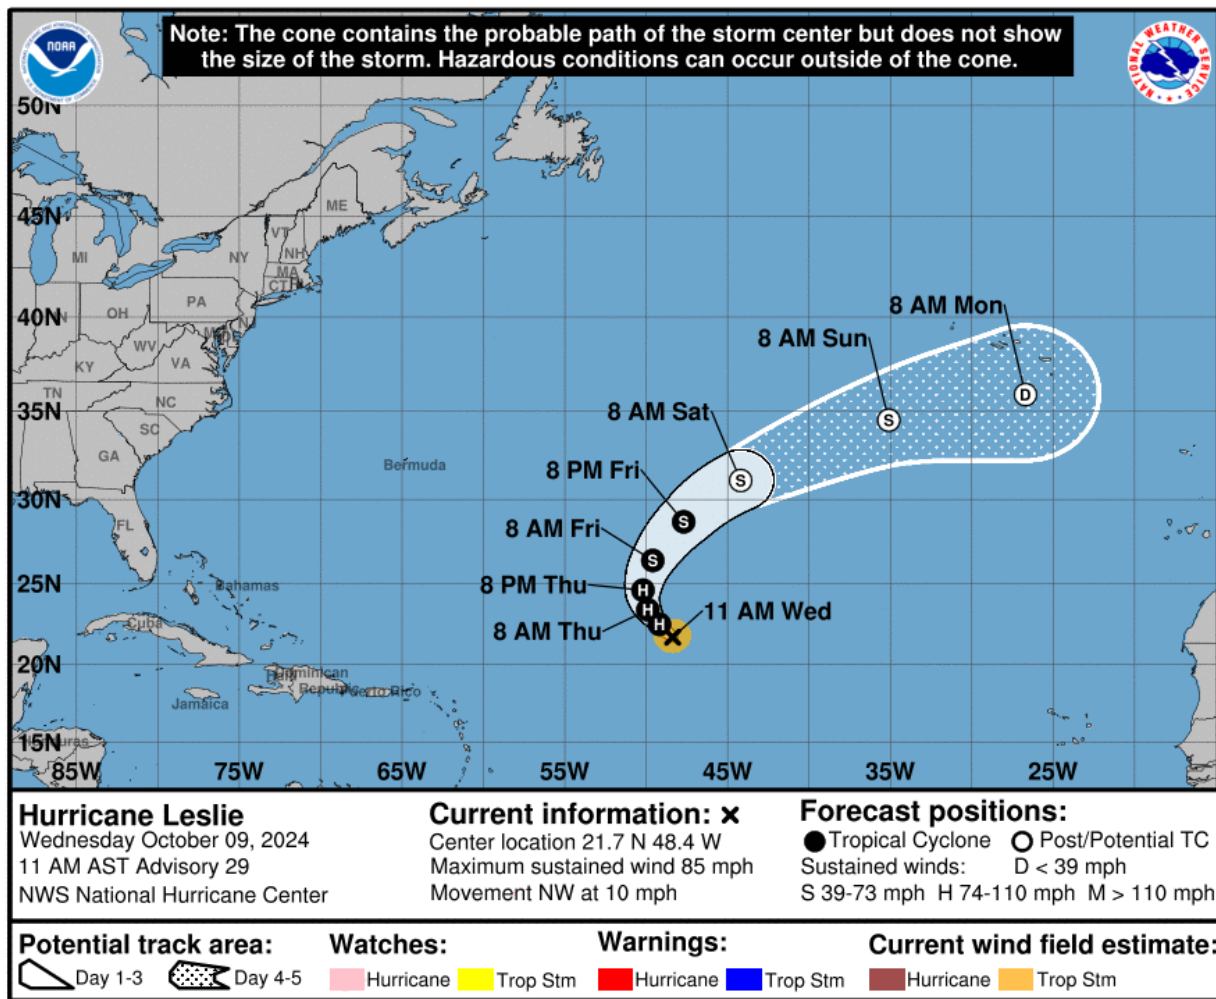 Note: The cone contains the probable path of the storm center but does not show
the size of the storm. Hazardous conditions can occur outside of the cone.
NOAA
NATIONAL WEATHER SERVICE
50N
45N
40N
35N
30N
25N
20N
15N
85W 75W 65W 55W 45W 35W 25W
ME
VT
NH
MA
CT
NY
MI
PA
OH
WV
VA
KY
TN
NC
SC
GA
FL
Bermuda
Bahamas
Cuba
Dominican
Republic
Puerto Rico
Jamaica
8 AM Mon
8 AM Sun
8 AM Sat
8 PM Fri
8 AM Fri
8 PM Thu
8 AM Thu
11 AM Wed
D
S
S
S
S
H
H
H
Hurricane Leslie
Wednesday October 09, 2024
11 AM AST Advisory 29
NWS National Hurricane Center
Current information:
Center location 21.7 N 48.4 W
Maximum sustained wind 85 mph
Movement NW at 10 mph
Forecast positions:
Tropical Cyclone Post/Potential TC
Sustained winds: D < 39 mph
S 39-73 mph H 74-110 mph M > 110 mph
Potential track area:
Day 1-3 Day 4-5
Watches:
Hurricane Trop Stm
Warnings:
Hurricane Trop Stm
Current wind field estimate:
Hurricane Trop Stm